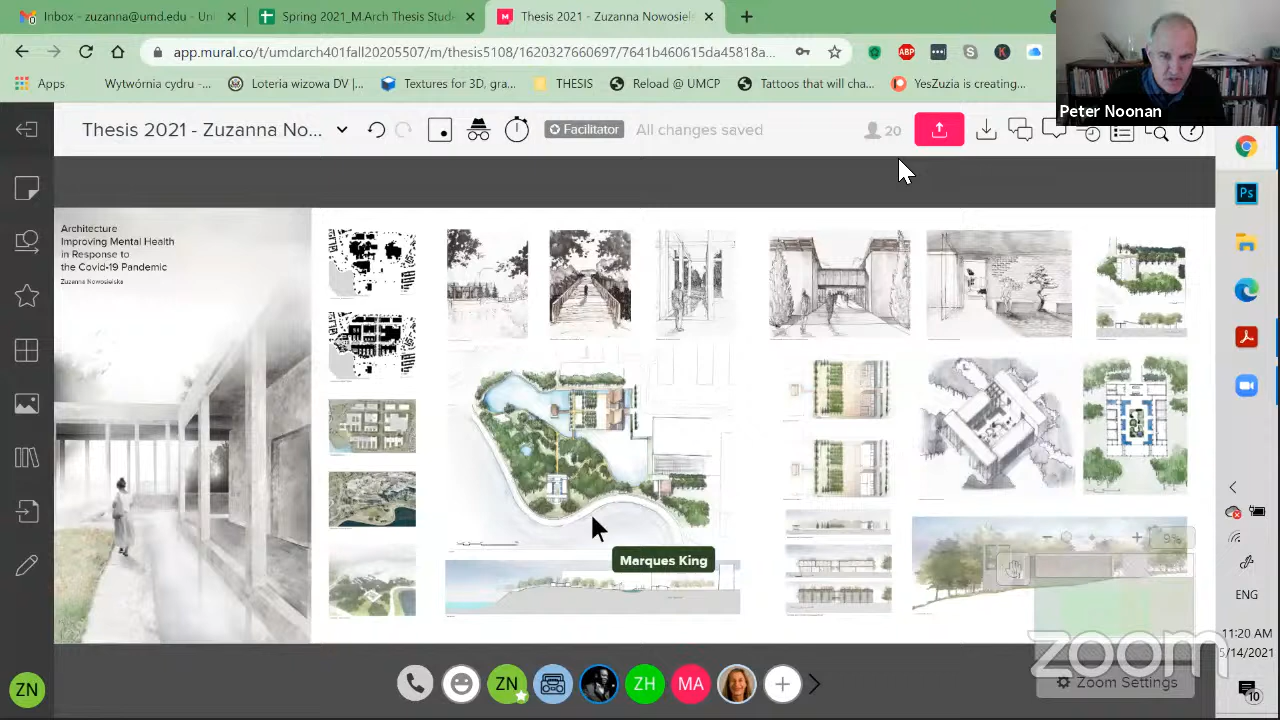 Inbox - zuzanna@umd.edu - Un
Spring 2021_M.Arch Thesis Stud
Thesis 2021 - Zuzanna Nowosiel
app.mural.co/t/umdarch401fall20205507/m/thesis5108/1620327660697/7641b460615da45818a...
ABP
S
K
Apps
Wytwórnia cydru -...
Loteria wizowa DV |...
Textures for 3D, gra...
THESIS
Reload @ UMCP
Tattoos that will cha...
YesZuzia is creating...
Peter Noonan
Thesis 2021 - Zuzanna No...
Facilitator
All changes saved
20
Ps
Architecture
Improving Mental Health
in Response to
the Covid-19 Pandemic
Zuzanna Nowosielska
Marques King
9%
ENG
11:20 AM
5/14/2021
10
zoom
Zoom Settings
ZN
ZN
ZH
MA